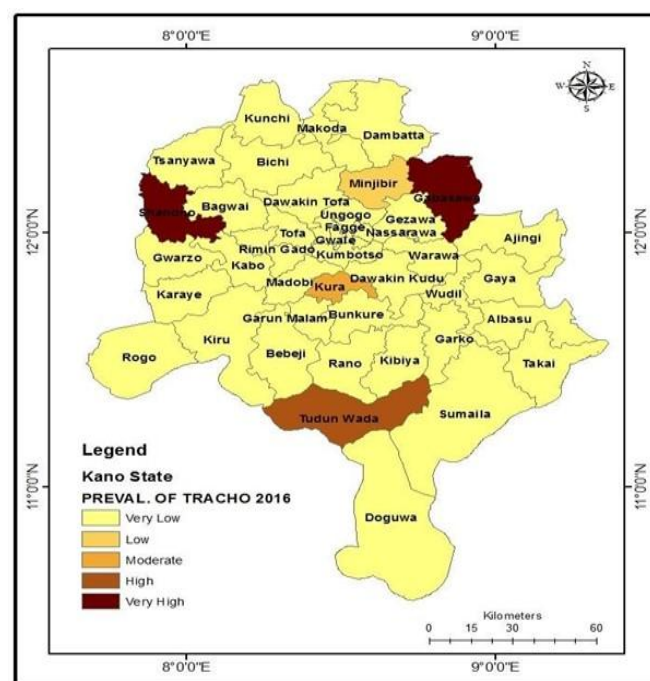 8°0'0"E 9°0'0"E
N
W E
S
Kunchi
Makoda
Dambatta
Tsanyawa
Bichi
Minjibir
Gabasawa
Shanono
Bagwai
Dawakin Tofa
Ungogo
Gezawa
Fagge
Tofa
Nassarawa
Gwale
12°0'0"N 12°0'0"N
Ajingi
Rimin Gado
Kumbotso
Warawa
Gwarzo
Kabo
Gaya
Dawakin Kudu
Madobi
Kura
Karaye
Wudil
Garun Malam
Bunkure
Albasu
Kiru
Garko
Rogo
Bebeji
Rano
Kibiya
Takai
Tudun Wada
Sumaila
Doguwa
11°0'0"N 11°0'0"N
Legend
Kano State
PREVAL. OF TRACHO 2016
Very Low
Low
Moderate
High
Very High
Kilometers
0 15 30 60
8°0'0"E 9°0'0"E